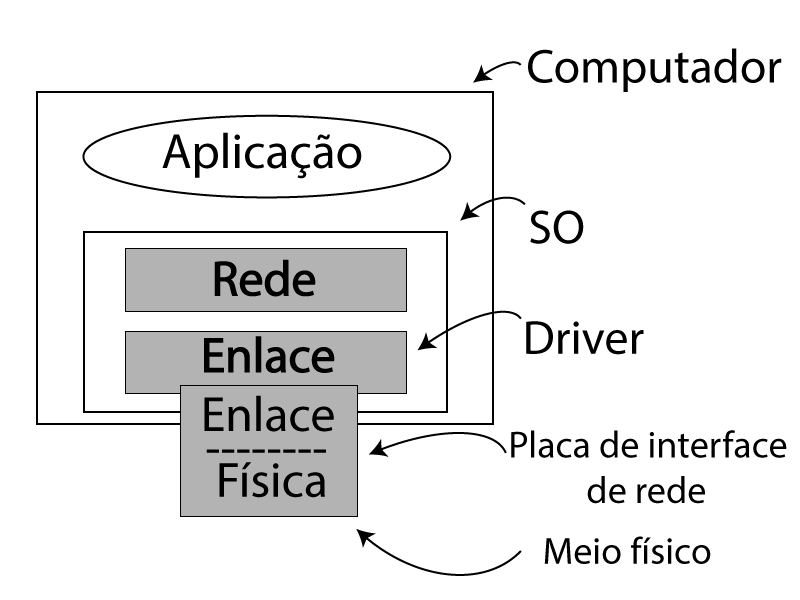 Computador
Aplicação
SO
Rede
Driver
Enlace
Enlace
--------
Física
Placa de interface
de rede
Meio físico